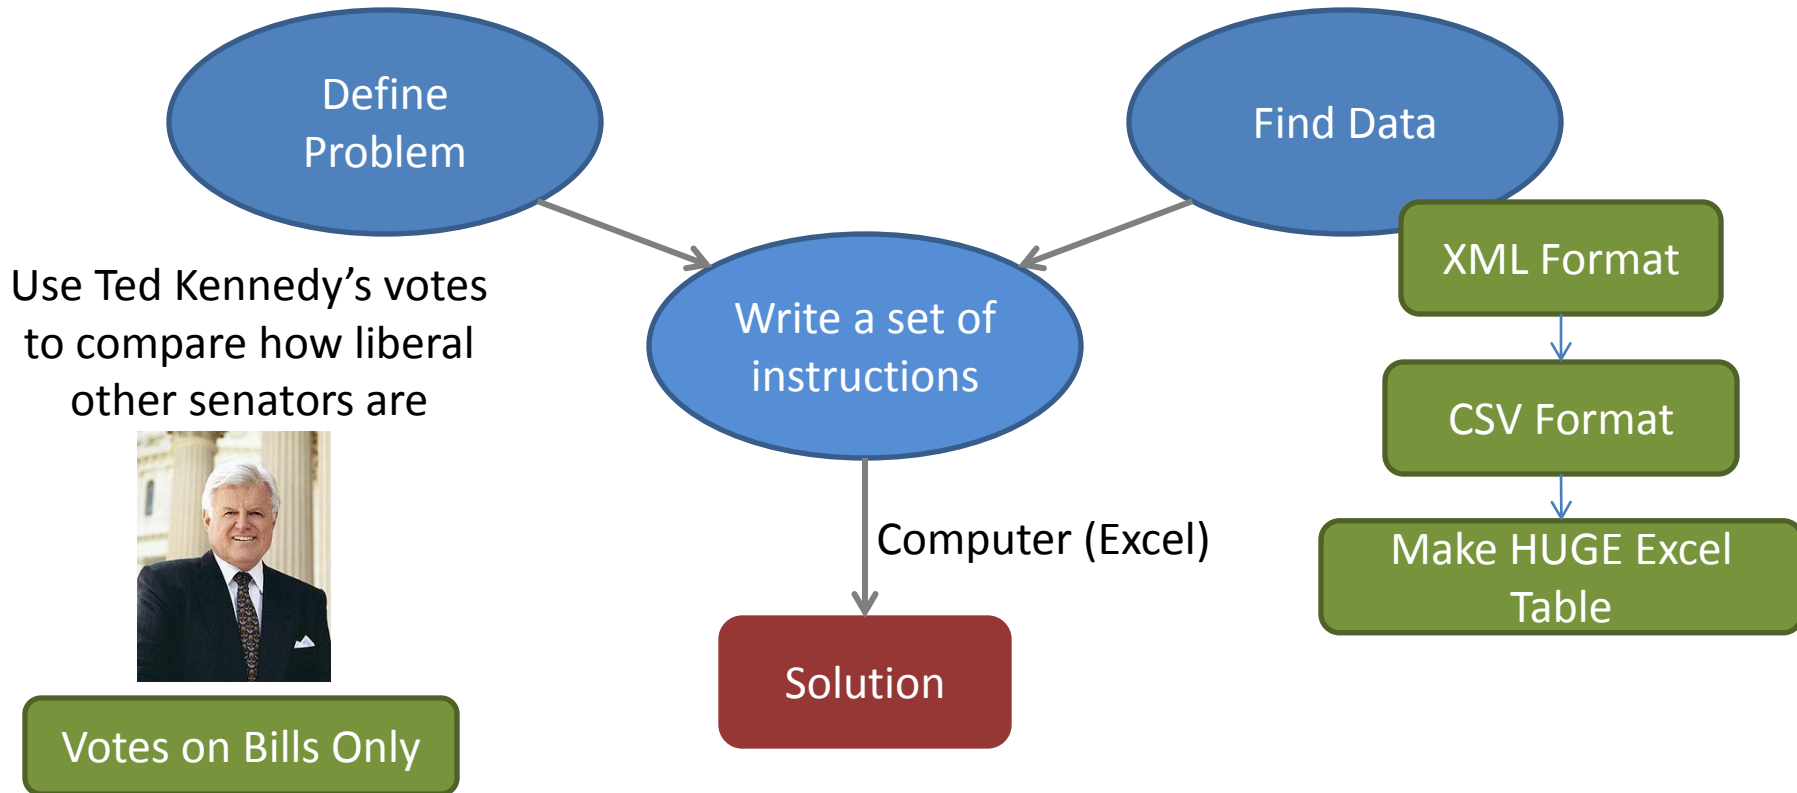 Define
Problem
Find Data
Use Ted Kennedy’s votes
to compare how liberal
other senators are
Write a set of
instructions
XML Format
CSV Format
Computer (Excel)
Make HUGE Excel
Table
Solution
Votes on Bills Only